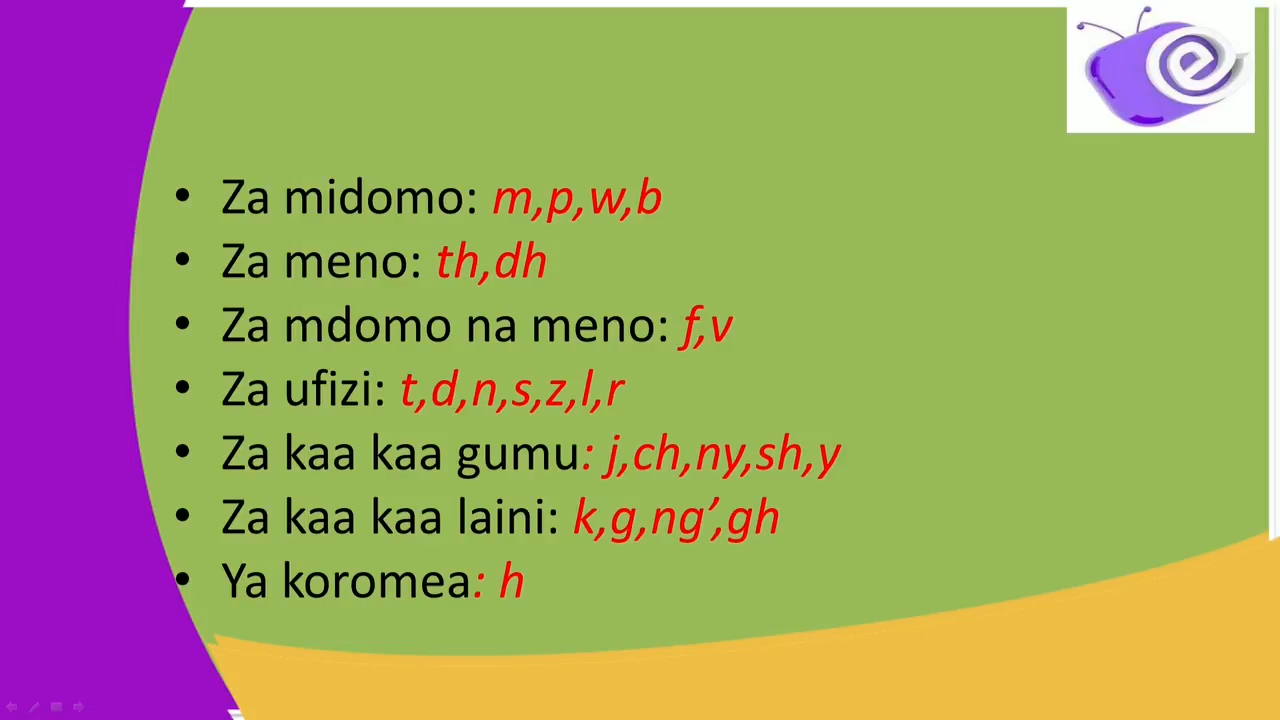 • Za midomo: m,p,w,b
• Za meno: th,dh
• Za mdomo na meno: f,v
• Za ufizi: t,d,n,s,z,l,r
• Za kaa kaa gumu: j,ch,ny,sh,y
• Za kaa kaa laini: k,g,ng’,gh
• Ya koromea: h